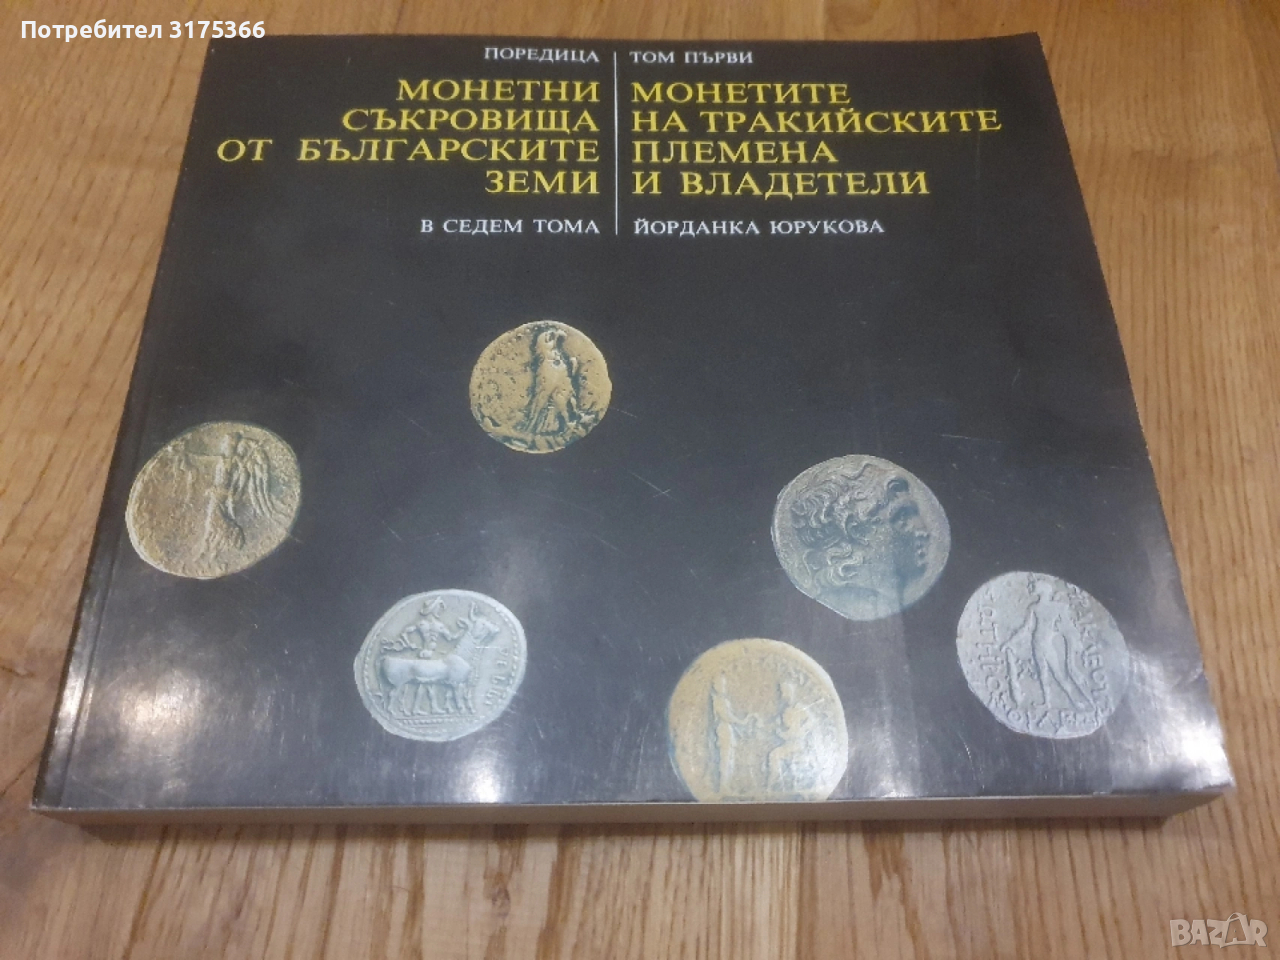 Потребител 3175366
ПОРЕДИЦА
МОНЕТНИ
СЪКРОВИЩА
ОТ БЪЛГАРСКИТЕ
ЗЕМИ
В СЕДЕМ ТОМА
ТОМ ПЪРВИ
МОНЕТИТЕ
НА ТРАКИЙСКИТЕ
ПЛЕМЕНА
И ВЛАДЕТЕЛИ
ЙОРДАНКА ЮРУКОВА
BAZAR